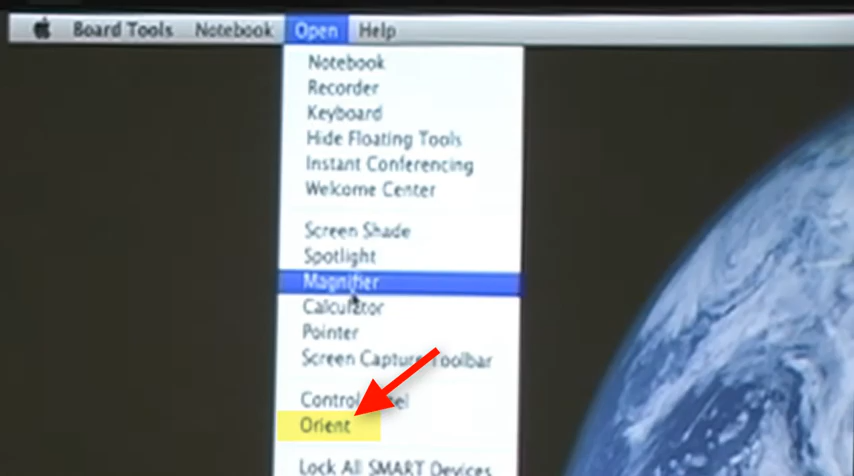 Board Tools Notebook Open Help
Notebook
Recorder
Keyboard
Hide Floating Tools
Instant Conferencing
Welcome Center
Screen Shade
Spotlight
Magnifier
Calculator
Pointer
Screen Capture Toolbar
Control
Orient
Lock All SMART Devices